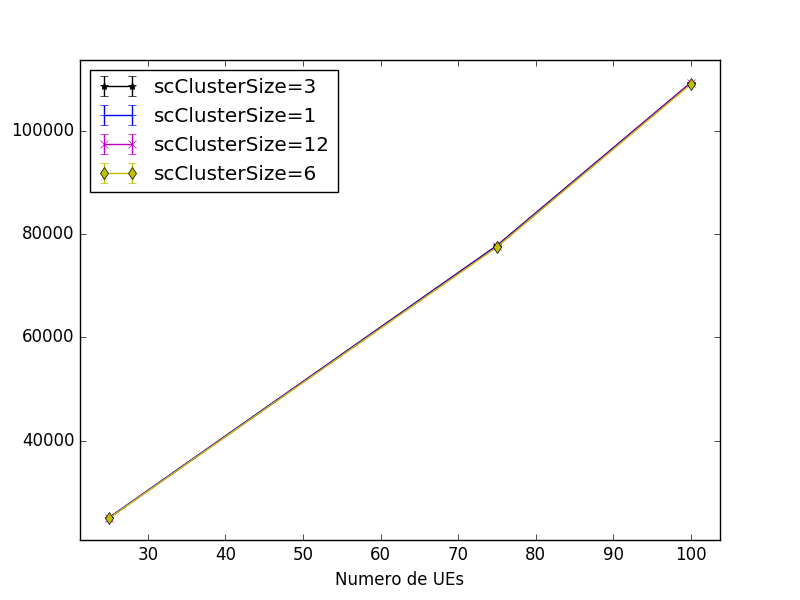 scClusterSize=3
scClusterSize=1
scClusterSize=12
scClusterSize=6
100000
80000
60000
40000
30 40 50 60 70 80 90 100
Numero de UEs